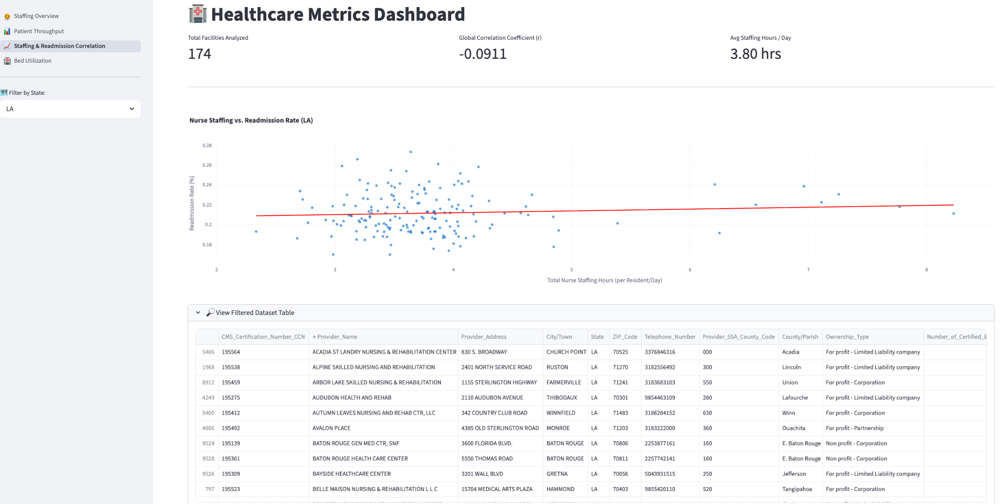 Staffing Overview
Patient Throughput
Staffing & Readmission Correlation
Bed Utilization
Filter by State:
LA
Healthcare Metrics Dashboard
Total Facilities Analyzed
174
Global Correlation Coefficient (r)
-0.0911
Avg Staffing Hours / Day
3.80 hrs
Nurse Staffing vs. Readmission Rate (LA)
Readmission Rate (%)
0.28
0.26
0.24
0.22
0.2
0.18
2 3 4 5 6 7 8
Total Nurse Staffing Hours (per Resident/Day)
View Filtered Dataset Table
CMS_Certification_Number_CCN ↑ Provider_Name Provider_Address City/Town State ZIP_Code Telephone_Number Provider_SSA_County_Code County/Parish Ownership_Type Number_of_Certified_B
5406 195564 ACADIA ST LANDRY NURSING & REHABILITATION CENTER 830 S. BROADWAY CHURCH POINT LA 70525 3376846316 000 Acadia For profit - Limited Liability company
1968 195538 ALPINE SKILLED NURSING AND REHABILITATION 2401 NORTH SERVICE ROAD RUSTON LA 71270 3182556492 300 Lincoln For profit - Limited Liability company
8912 195459 ARBOR LAKE SKILLED NURSING & REHABILITATION 1155 STERLINGTON HIGHWAY FARMERVILLE LA 71241 3183683103 550 Union For profit - Corporation
4249 195275 AUDUBON HEALTH AND REHAB 2110 AUDUBON AVENUE THIBODAUX LA 70301 9854463109 280 Lafourche For profit - Limited Liability company
5400 195412 AUTUMN LEAVES NURSING AND REHAB CTR, LLC 342 COUNTRY CLUB ROAD WINNFIELD LA 71483 3186284152 630 Winn For profit - Corporation
4806 195492 AVALON PLACE 4385 OLD STERLINGTON ROAD MONROE LA 71203 3183222000 360 Ouachita For profit - Partnership
9524 195139 BATON ROUGE GEN MED CTR, SNF 3600 FLORIDA BLVD. BATON ROUGE LA 70806 2253877161 160 E. Baton Rouge Non profit - Corporation
9528 195361 BATON ROUGE HEALTH CARE CENTER 5550 THOMAS ROAD BATON ROUGE LA 70811 2257742141 160 E. Baton Rouge Non profit - Corporation
9526 195309 BAYSIDE HEALTHCARE CENTER 3201 WALL BLVD GRETNA LA 70056 5043931515 250 Jefferson For profit - Limited Liability company
797 195523 BELLE MAISON NURSING & REHABILITATION L L C 15704 MEDICAL ARTS PLAZA HAMMOND LA 70403 9855420110 520 Tangipahoa For profit - Corporation